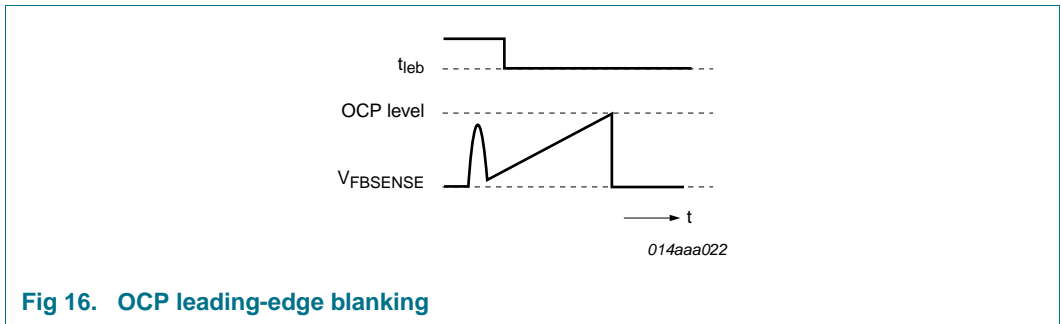 tleb
OCP level
VFBSENSE
t
014aaa022
Fig 16. OCP leading-edge blanking